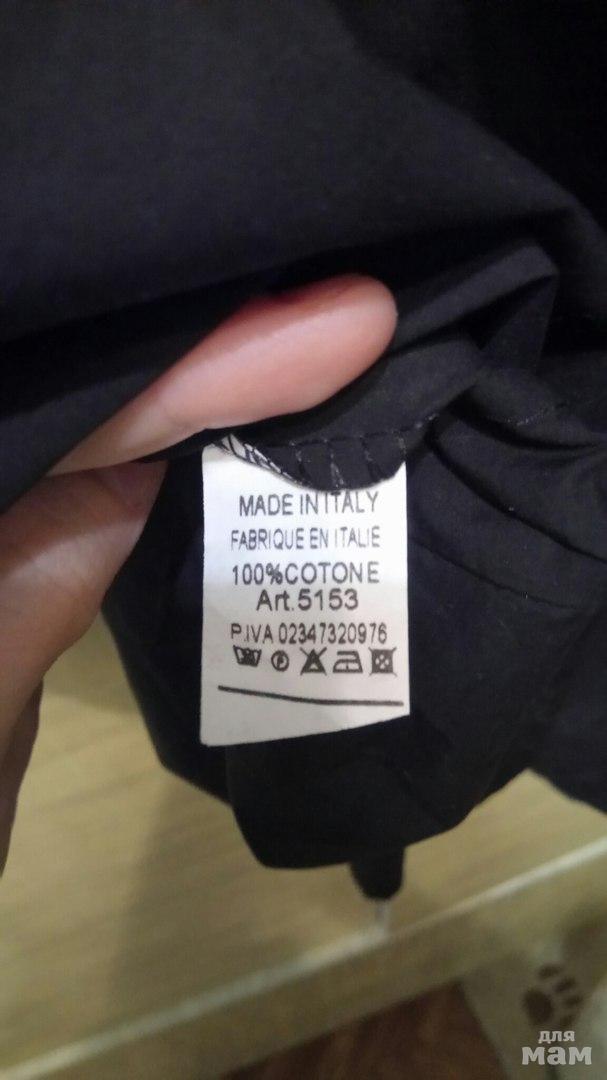 MADE IN ITALY
FABRIQUE EN ITALIE
100%COTONE
Art.5153
P.IVA 02347320976
для
мам